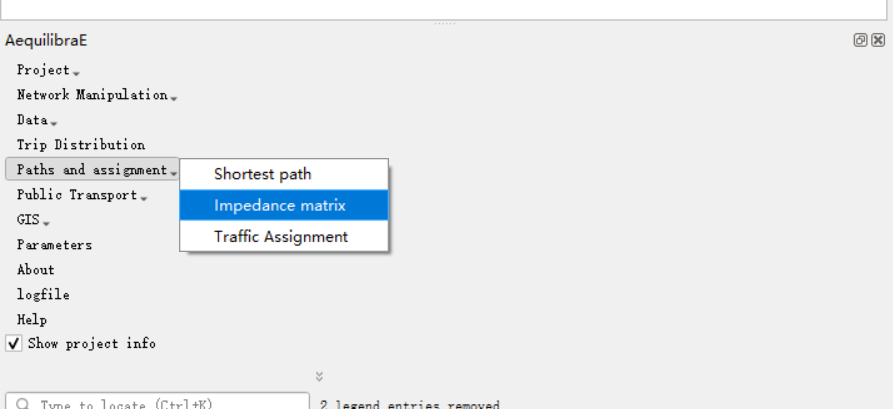 AequilibraE
Project
Network Manipulation
Data
Trip Distribution
Paths and assignment
Shortest path
Impedance matrix
Traffic Assignment
Public Transport
GIS
Parameters
About
logfile
Help
Show project info
Type to locate (Ctrl+K)
2 legend entries removed